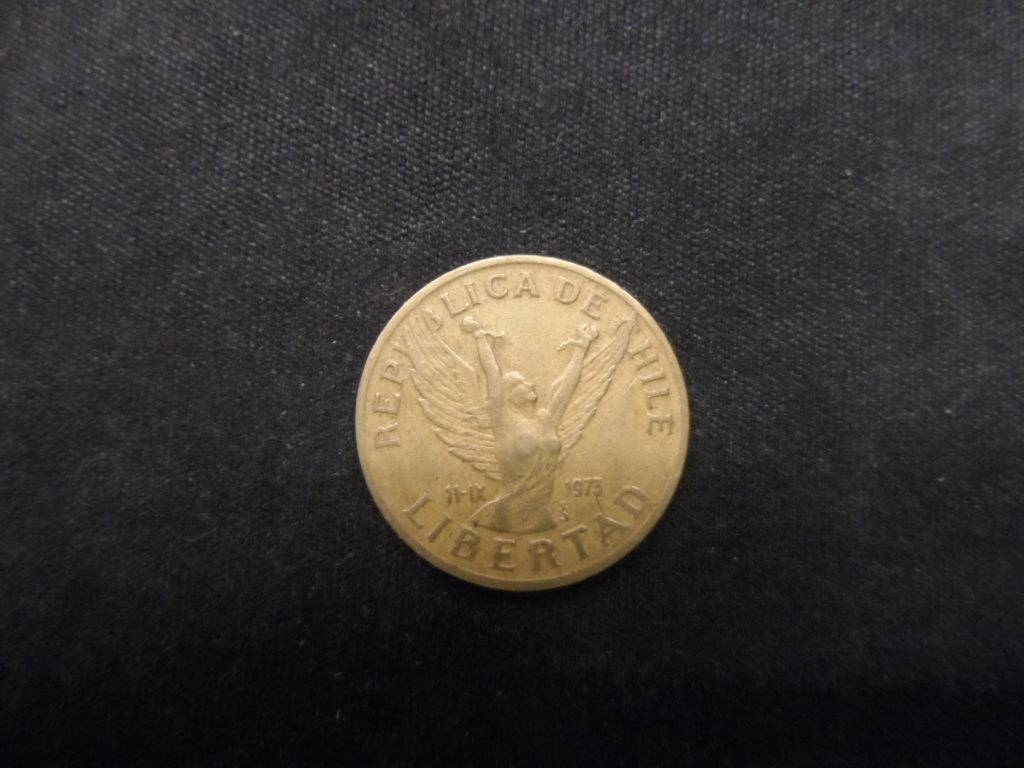 REPUBLICA DE CHILE
11-IX 1973
S
LIBERTAD